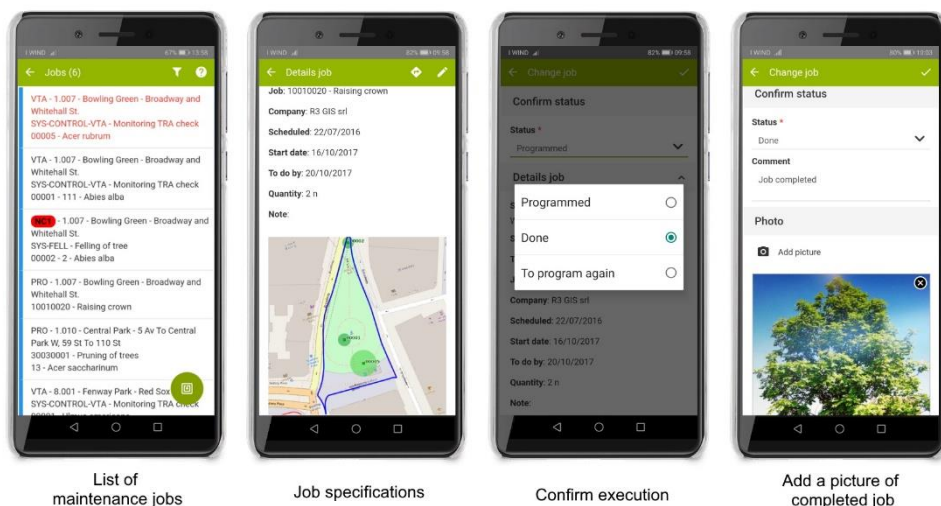 I WIND
67% 13:58
Jobs (6)
VTA - 1.007 - Bowling Green - Broadway and
Whitehall St.
SYS-CONTROL-VTA - Monitoring TRA check
00005 - Acer rubrum
VTA - 1.007 - Bowling Green - Broadway and
Whitehall St.
SYS-CONTROL-VTA - Monitoring TRA check
00001 - 111 - Abies alba
NC1 - 1.007 - Bowling Green - Broadway and
Whitehall St.
SYS-FELL - Felling of tree
00002 - 2 - Abies alba
PRO - 1.007 - Bowling Green - Broadway and
Whitehall St.
10010020 - Raising crown
PRO - 1.010 - Central Park - 5 Av To Central
Park W, 59 St To 110 St
30030001 - Pruning of trees
13 - Acer saccharinum
VTA - 8.001 - Fenway Park - Red Sox
SYS-CONTROL-VTA - Monitoring TRA check
List of
maintenance jobs
I WIND
82% 09:58
Details job
Job: 10010020 - Raising crown
Company: R3 GIS srl
Scheduled: 22/07/2016
Start date: 16/10/2017
To do by: 20/10/2017
Quantity: 2 n
Note:
Job specifications
I WIND
82% 09:58
Change job
Confirm status
Status *
Programmed
Details job
Programmed
Done
To program again
Company: R3 GIS srl
Scheduled: 22/07/2016
Start date: 16/10/2017
To do by: 20/10/2017
Quantity: 2 n
Note:
Confirm execution
I WIND
80% 10:03
Change job
Confirm status
Status *
Done
Comment
Job completed
Photo
Add picture
Add a picture of
completed job